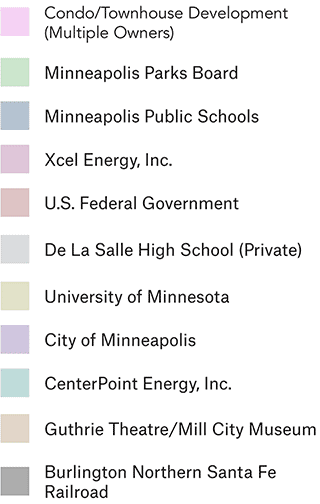 Condo/Townhouse Development
(Multiple Owners)
Minneapolis Parks Board
Minneapolis Public Schools
Xcel Energy, Inc.
U.S. Federal Government
De La Salle High School (Private)
University of Minnesota
City of Minneapolis
CenterPoint Energy, Inc.
Guthrie Theatre/Mill City Museum
Burlington Northern Santa Fe
Railroad